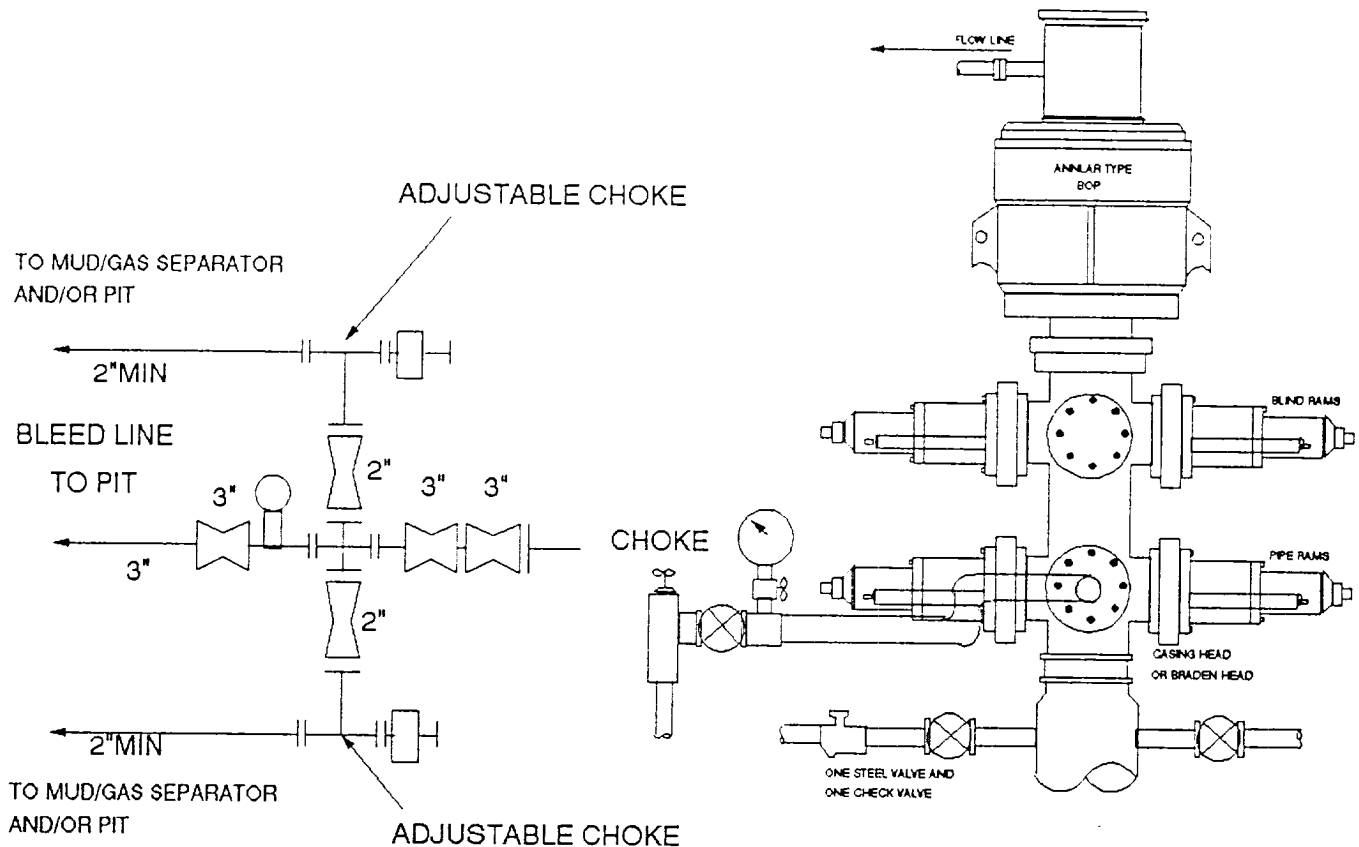 FLOW LINE
ANNLAR TYPE
BOP
ADJUSTABLE CHOKE
TO MUD/GAS SEPARATOR
AND/OR PIT
2"MIN
BLEED LINE
TO PIT
3"
2"
3"
3"
3"
2"
CHOKE
BLIND RAMS
PIPE RAMS
CASING HEAD
OR BRADEN HEAD
2"MIN
TO MUD/GAS SEPARATOR
AND/OR PIT
ADJUSTABLE CHOKE
ONE STEEL VALVE AND
ONE CHECK VALVE